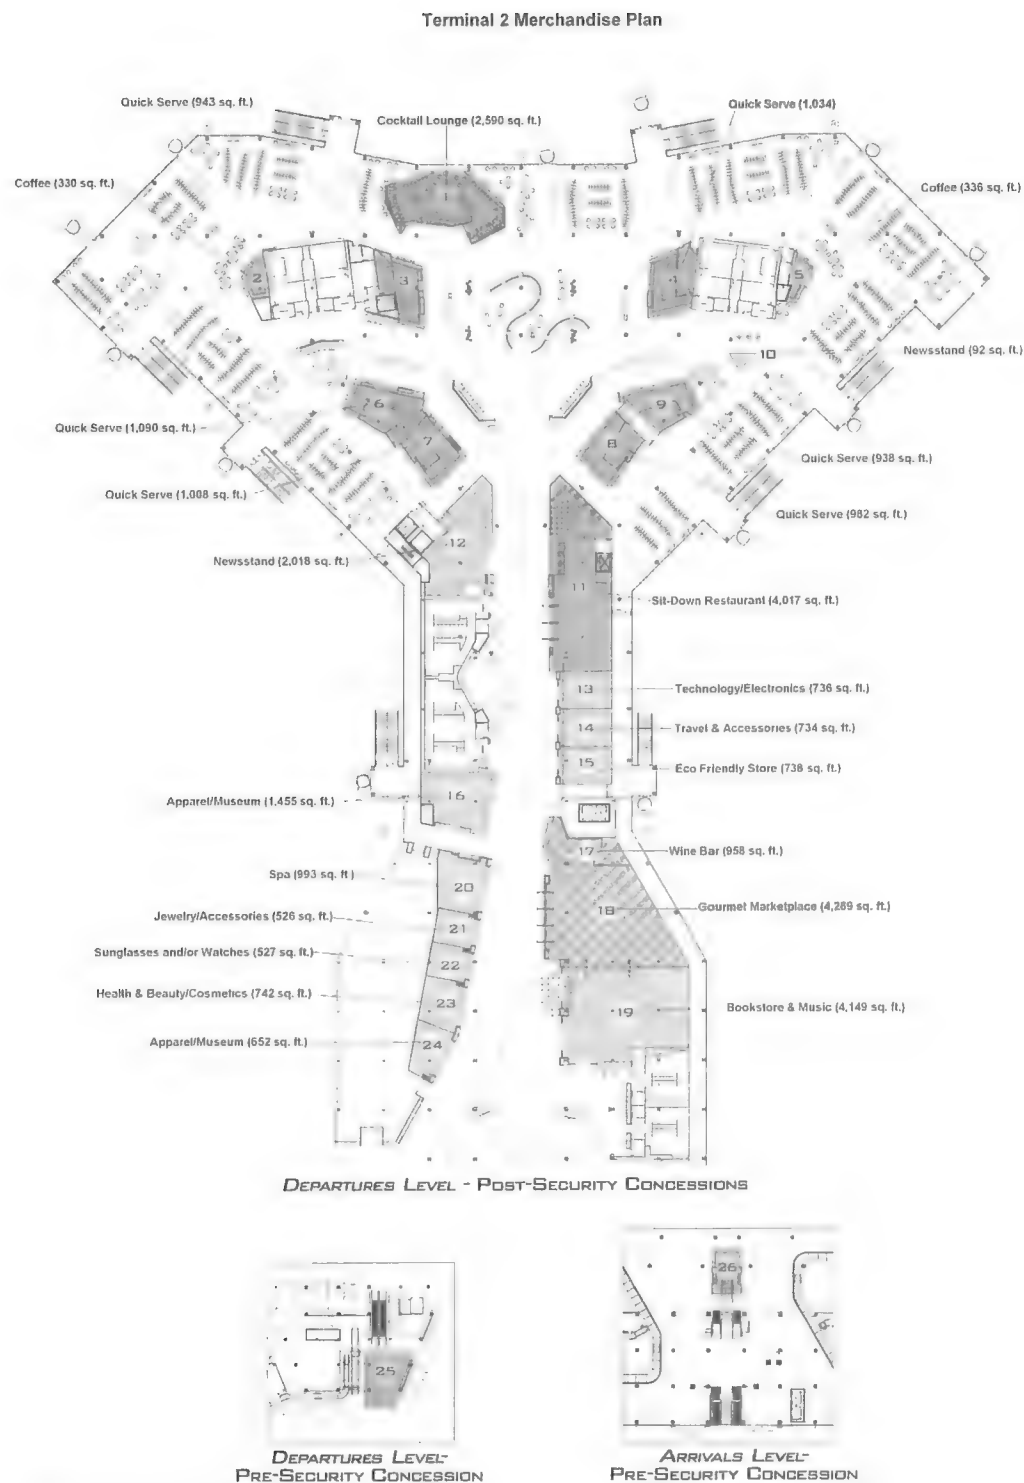 Terminal 2 Merchandise Plan
Quick Serve (943 sq. ft.)
Quick Serve (1,034)
Cocktail Lounge (2,590 sq. ft.)
Coffee (330 sq. ft.)
Coffee (336 sq. ft.)
1
2
3
4
5
Newsstand (92 sq. ft.)
10
6
9
Quick Serve (1,090 sq. ft.)
7
8
Quick Serve (938 sq. ft.)
Quick Serve (1,008 sq. ft.)
Quick Serve (982 sq. ft.)
12
Newsstand (2,018 sq. ft.)
11
Sit-Down Restaurant (4,017 sq. ft.)
13
Technology/Electronics (736 sq. ft.)
14
Travel & Accessories (734 sq. ft.)
15
Eco Friendly Store (738 sq. ft.)
Apparel/Museum (1,455 sq. ft.)
16
17
Wine Bar (958 sq. ft.)
Spa (993 sq. ft )
20
18
Gourmet Marketplace (4,269 sq. ft.)
Jewelry/Accessories (526 sq. ft.)
21
Sunglasses and/or Watches (527 sq. ft.)
22
Health & Beauty/Cosmetics (742 sq. ft.)
23
19
Bookstore & Music (4,149 sq. ft.)
Apparel/Museum (652 sq. ft.)
24
Departures Level - Post-Security Concessions
26
25
Departures Level-
Pre-Security Concession
Arrivals Level-
Pre-Security Concession